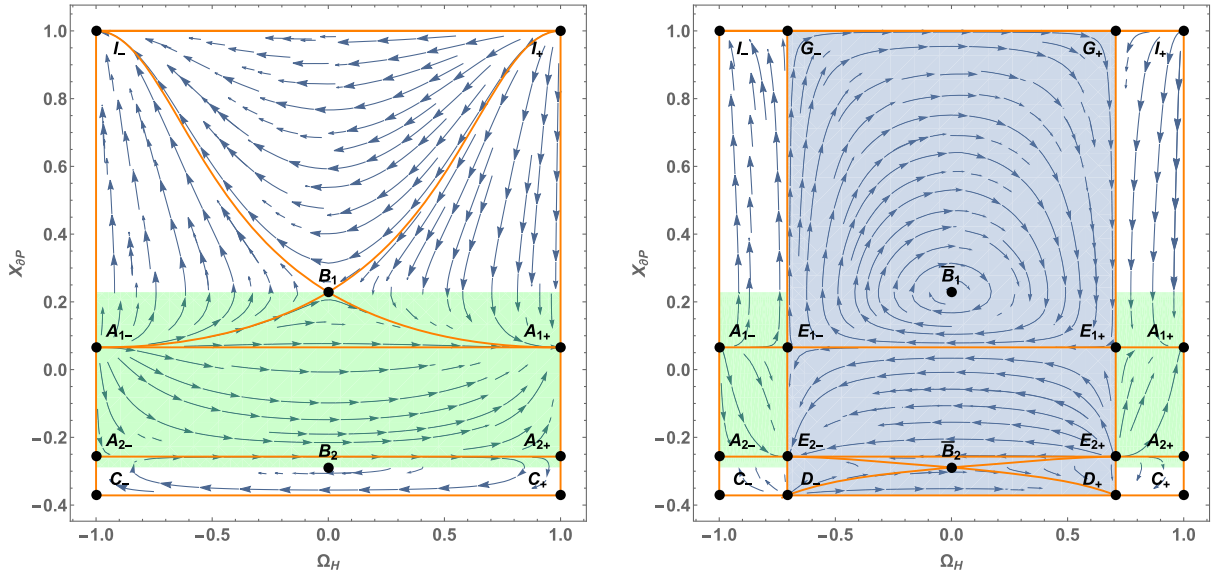 1.0
0.8
0.6
0.4
0.2
0.0
−0.2
−0.4
X∂P
−1.0 −0.5 0.0 0.5 1.0
ΩH
I− I+
B1
A1− A1+
A2− A2+
B2
C− C+
1.0
0.8
0.6
0.4
0.2
0.0
−0.2
−0.4
X∂P
−1.0 −0.5 0.0 0.5 1.0
ΩH
I− G− G+ I+
B̅1
A1− E1− E1+ A1+
A2− E2− B̅2 E2+ A2+
C− D− D+ C+